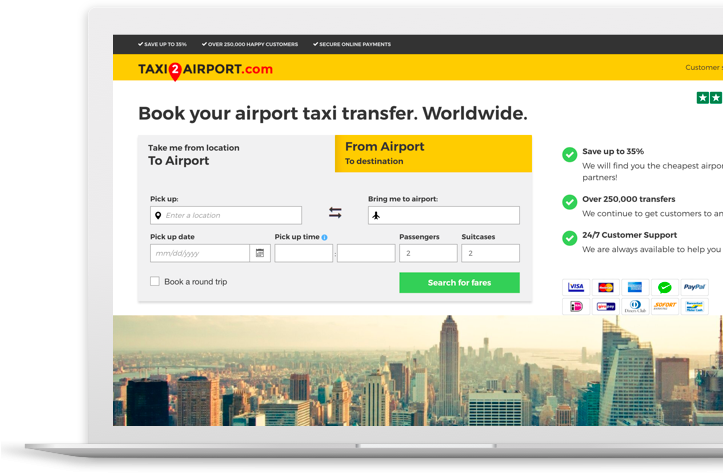 SAVE UP TO 35% OVER 250,000 HAPPY CUSTOMERS SECURE ONLINE PAYMENTS
TAXI2AIRPORT.com
Customer
Book your airport taxi transfer. Worldwide.
Take me from location
To Airport
From Airport
To destination
Pick up:
Bring me to airport:
Enter a location
Pick up date
Pick up time
Passengers
Suitcases
mm/dd/yyyy
:
2
2
Book a round trip
Search for fares
Save up to 35%
We will find you the cheapest airpor
partners!
Over 250,000 transfers
We continue to get customers to an
24/7 Customer Support
We are always available to help you
VISA
PayPal
Diners Club
SOFORT